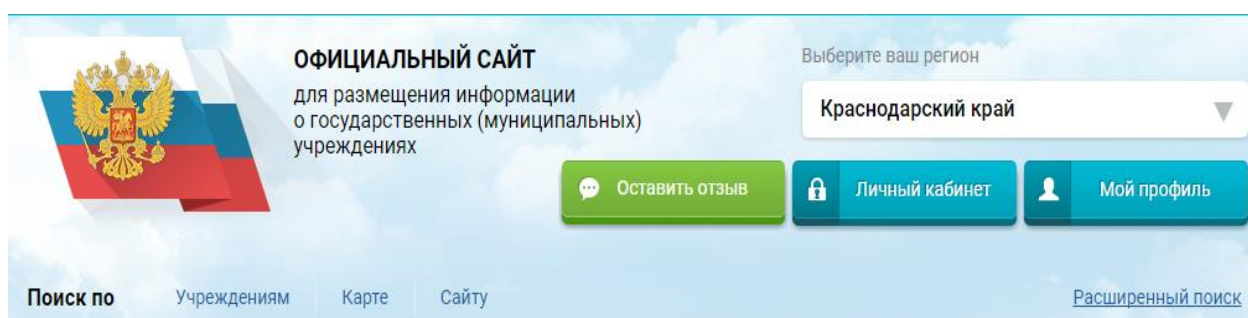 ОФИЦИАЛЬНЫЙ САЙТ
для размещения информации
о государственных (муниципальных)
учреждениях
Выберите ваш регион
Краснодарский край
Оставить отзыв
Личный кабинет
Мой профиль
Поиск по Учреждениям Карте Сайту Расширенный поиск